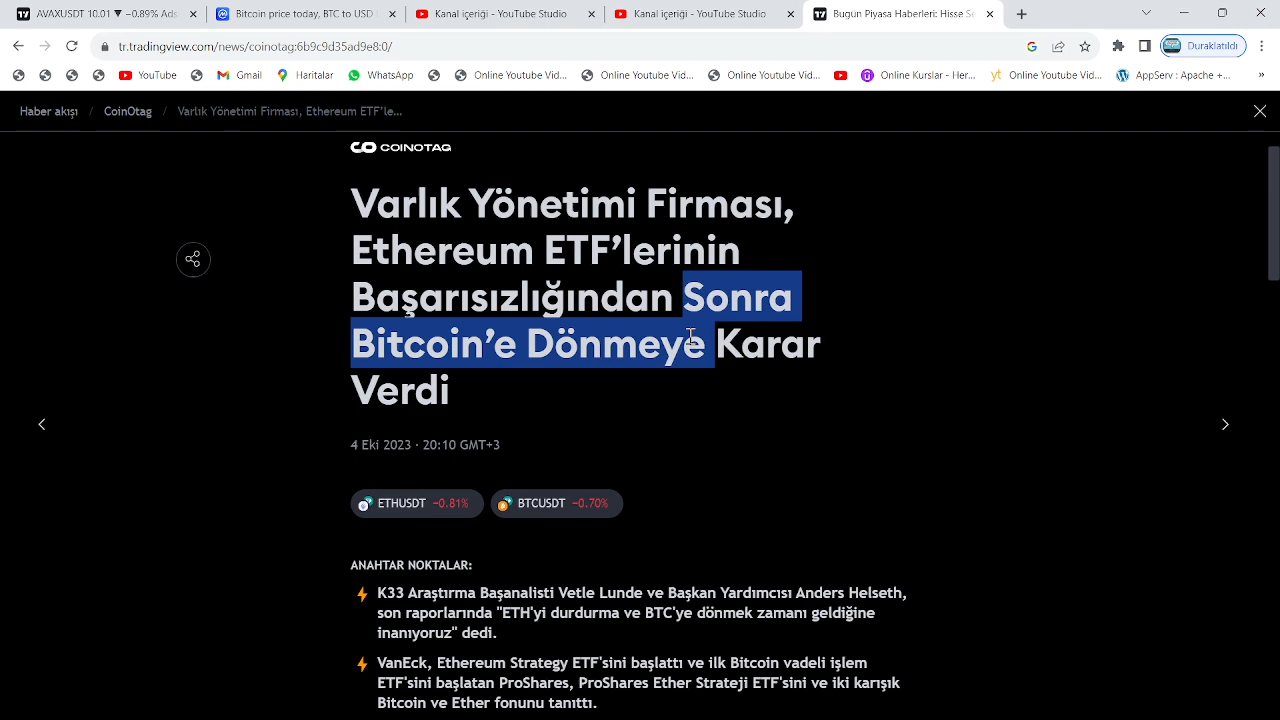 AVAXUSDT 10.01 ▼ −0.89% Ads
Bitcoin price today, BTC to USD
Kanal içeriği - YouTube Studio
Kanal içeriği - YouTube Studio
Bugün Piyasa Haberleri: Hisse Se
tr.tradingview.com/news/coinotag:6b9c9d35ad9e8:0/
Duraklatıldı
YouTube
Gmail
Haritalar
WhatsApp
Online Youtube Vid...
Online Youtube Vid...
Online Youtube Vid...
Online Kurslar - Her...
Online Youtube Vid...
AppServ : Apache +...
Haber akışı / CoinOtag / Varlık Yönetimi Firması, Ethereum ETF’le...
COINOTAG
Varlık Yönetimi Firması,
Ethereum ETF’lerinin
Başarısızlığından Sonra
Bitcoin’e Dönmeye Karar
Verdi
4 Eki 2023 · 20:10 GMT+3
ETHUSDT −0.81%
BTCUSDT −0.70%
ANAHTAR NOKTALAR:
K33 Araştırma Başanalisti Vetle Lunde ve Başkan Yardımcısı Anders Helseth,
son raporlarında "ETH'yi durdurma ve BTC'ye dönmek zamanı geldiğine
inanıyoruz" dedi.
VanEck, Ethereum Strategy ETF'sini başlattı ve ilk Bitcoin vadeli işlem
ETF'sini başlatan ProShares, ProShares Ether Strateji ETF'sini ve iki karışık
Bitcoin ve Ether fonunu tanıttı.